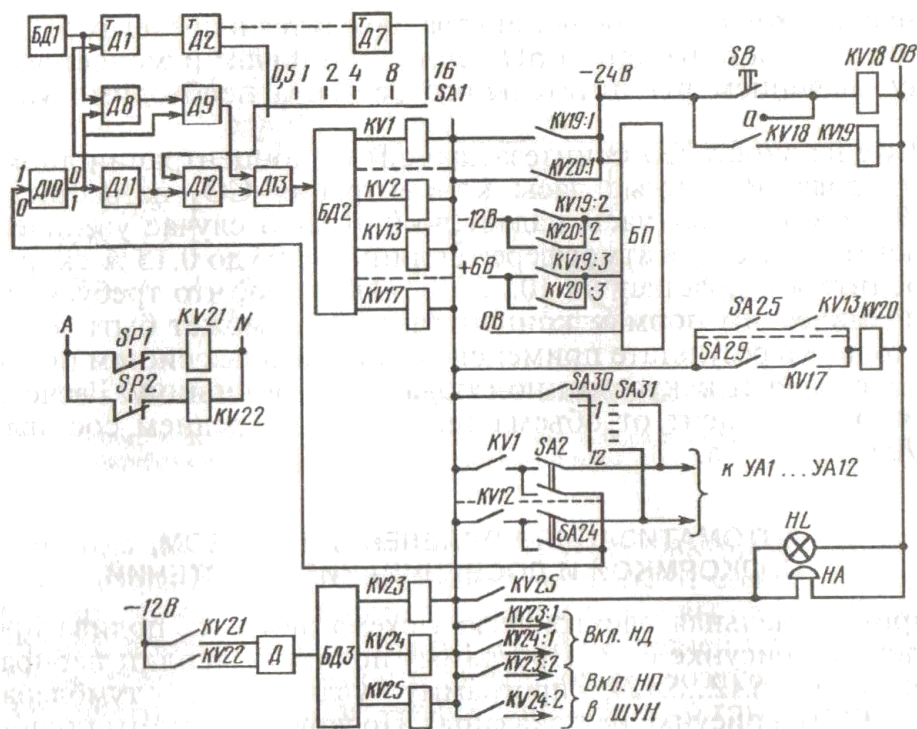 БД1
Т
Д1
Т
Д2
Т
Д7
0,5
1
2
4
8
16
SA1
Д8
Д9
1
0
Д10
0
1
Д11
Д12
Д13
БД2
KV1
KV2
KV13
KV17
−24В
SB
KV18
0В
а
KV18
KV19
KV19:1
KV20:1
−12В
KV19:2
KV20:2
+6В
KV19:3
KV20:3
0В
БП
SA25
KV13
KV20
SA29
KV17
А
N
KV21
SP1
SP2
KV22
SA30
SA31
1
12
KV1
SA2
KV12
SA24
к УА1...УА12
HL
HA
−12В
KV21
KV22
Д
БД3
KV23
KV24
KV25
KV25
KV23:1
KV24:1
KV23:2
KV24:2
Вкл. НД
Вкл. НП
в ШУН